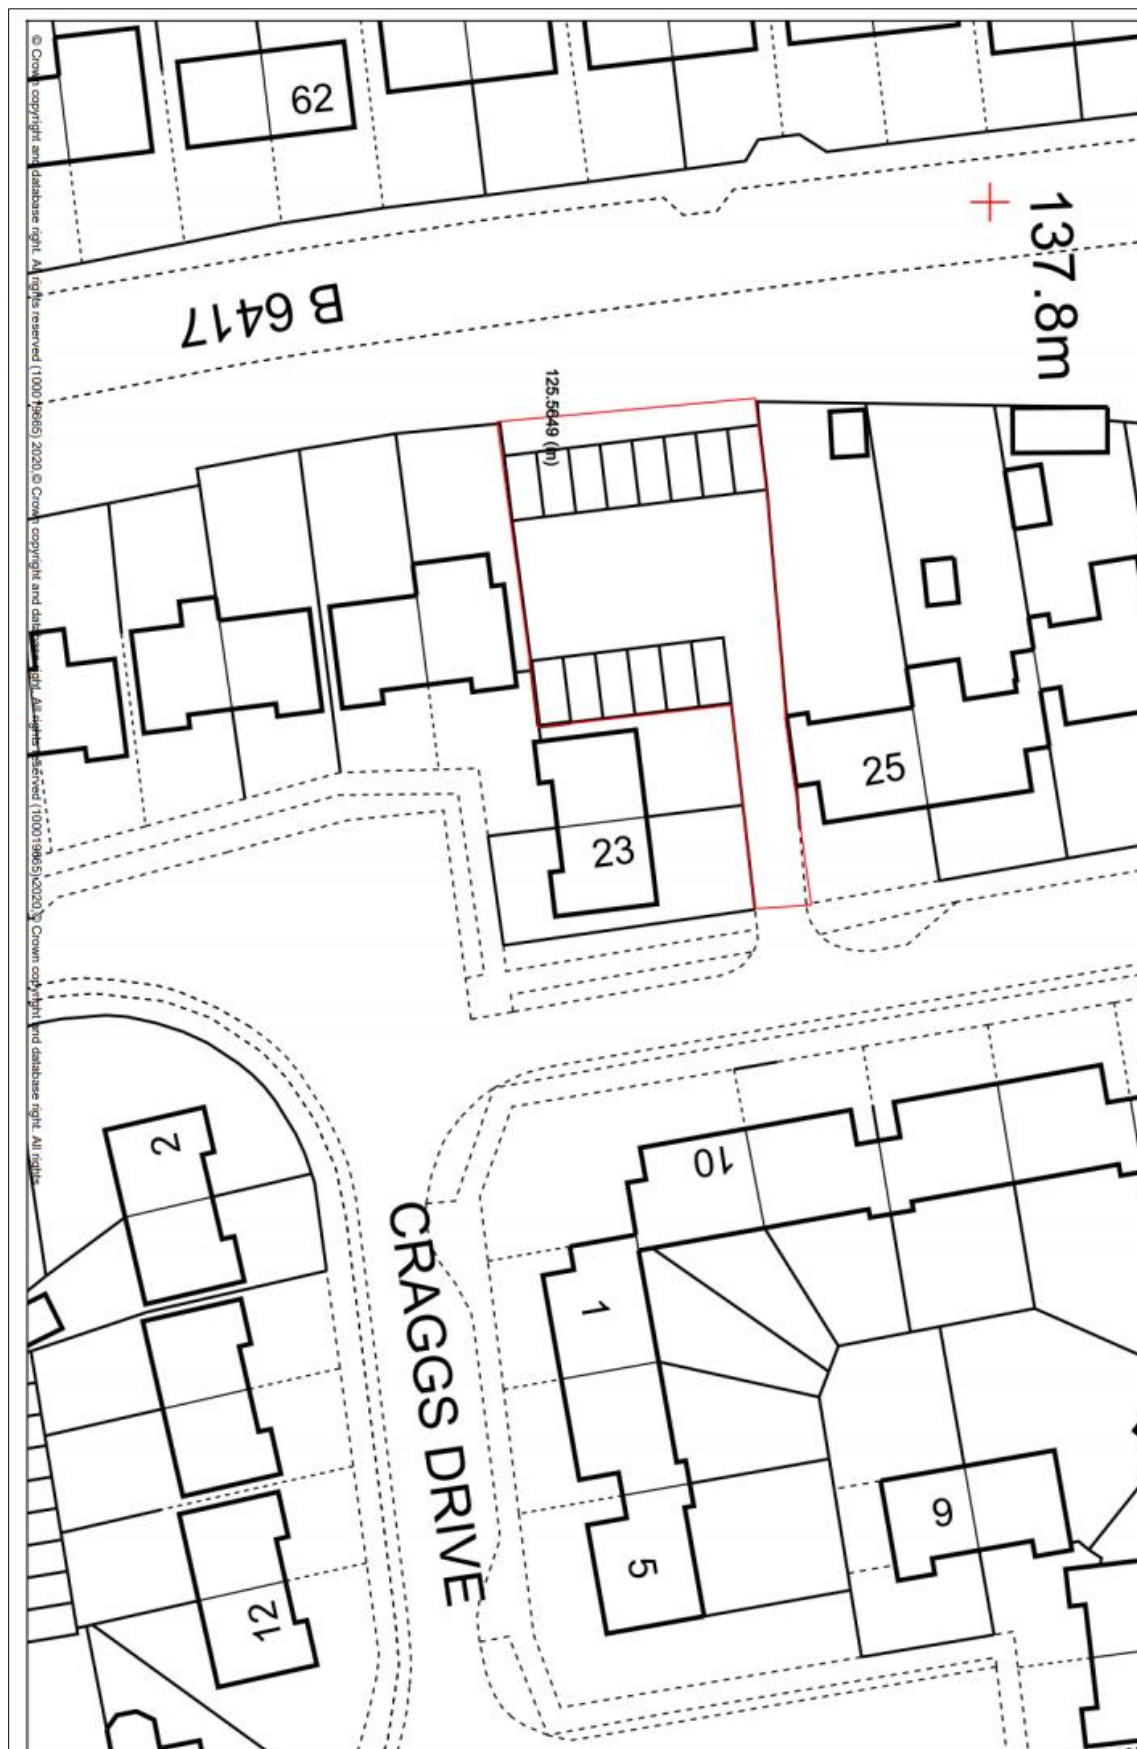 © Crown copyright and database right. All rights reserved (100019665) 2020,© Crown copyright and database right. All rights reserved (100019665) 2020,© Crown copyright and database right. All rights
62
137.8m
B 6417
125.5649 (m)
25
23
2
10
CRAGGS DRIVE
1
9
5
12